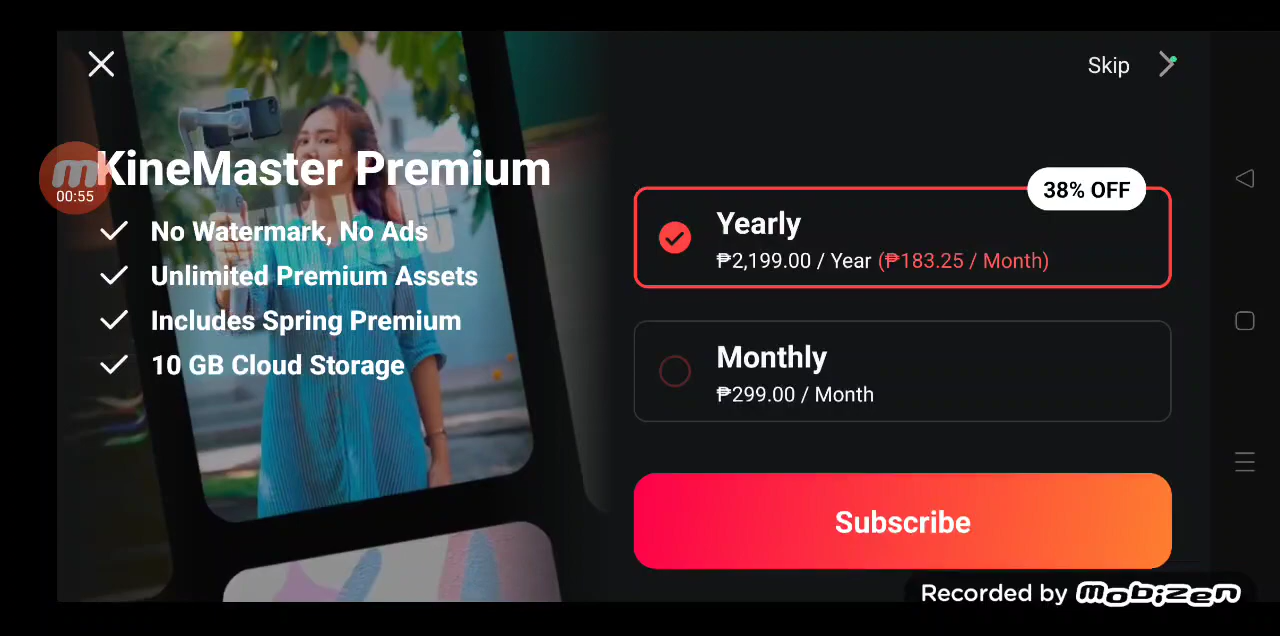 Skip
KineMaster Premium
00:55
No Watermark, No Ads
Unlimited Premium Assets
Includes Spring Premium
10 GB Cloud Storage
38% OFF
Yearly
₱2,199.00 / Year (₱183.25 / Month)
Monthly
₱299.00 / Month
Subscribe
Recorded by mobizen